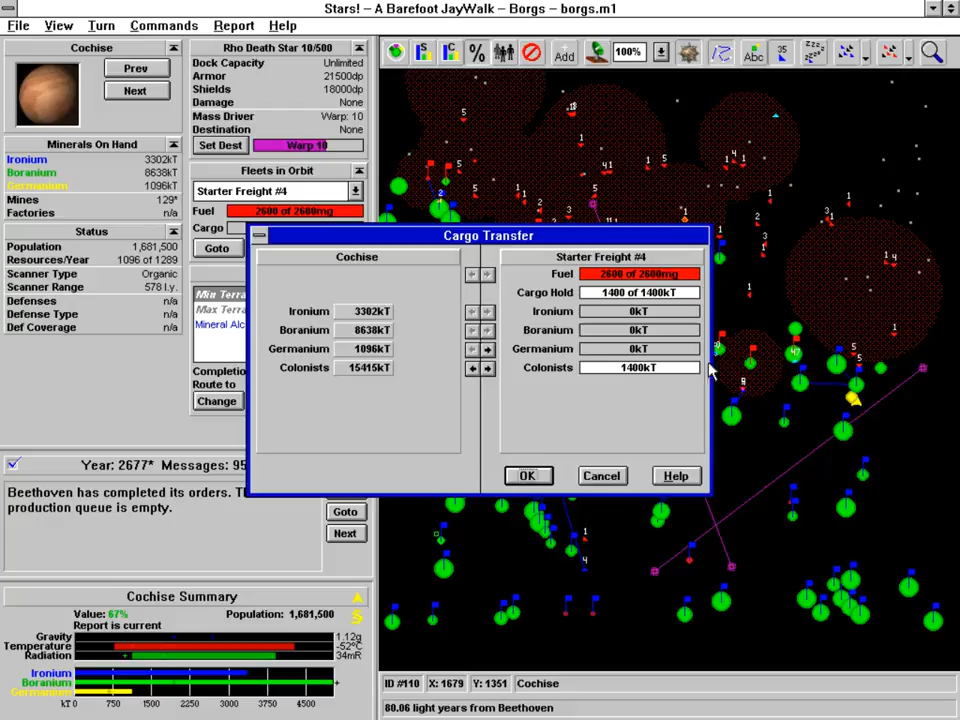 Stars! – A Barefoot JayWalk – Borgs – borgs.m1
File View Turn Commands Report Help
Cochise
Prev
Next
Minerals On Hand
Ironium 3302kT
Boranium 8638kT
Germanium 1096kT
Mines 129*
Factories n/a
Status
Population 1,681,500
Resources/Year 1096 of 1289
Scanner Type Organic
Scanner Range 578 l.y.
Defenses n/a
Defense Type n/a
Def Coverage n/a
Rho Death Star 10/500
Dock Capacity Unlimited
Armor 21500dp
Shields 18000dp
Damage None
Mass Driver Warp: 10
Destination None
Set Dest Warp 10
Fleets in Orbit
Starter Freight #4
Fuel 2600 of 2600mg
Cargo
Goto
Min Terra
Max Terra
Mineral Alc
Completio
Route to
Change
S C % Add 100% Abc 35 zzz
Cargo Transfer
Cochise
Ironium 3302kT
Boranium 8638kT
Germanium 1096kT
Colonists 15415kT
Starter Freight #4
Fuel 2600 of 2600mg
Cargo Hold 1400 of 1400kT
Ironium 0kT
Boranium 0kT
Germanium 0kT
Colonists 1400kT
OK Cancel Help
Year: 2677* Messages: 95
Beethoven has completed its orders. T
production queue is empty.
Goto
Next
Cochise Summary
Value: 67% Population: 1,681,500
Report is current
Gravity 1.12g
Temperature -52°C
Radiation 34mR
Ironium
Boranium
Germanium
kT 0 750 1500 2250 3000 3750 4500
ID #110 X: 1679 Y: 1351 Cochise
80.06 light years from Beethoven